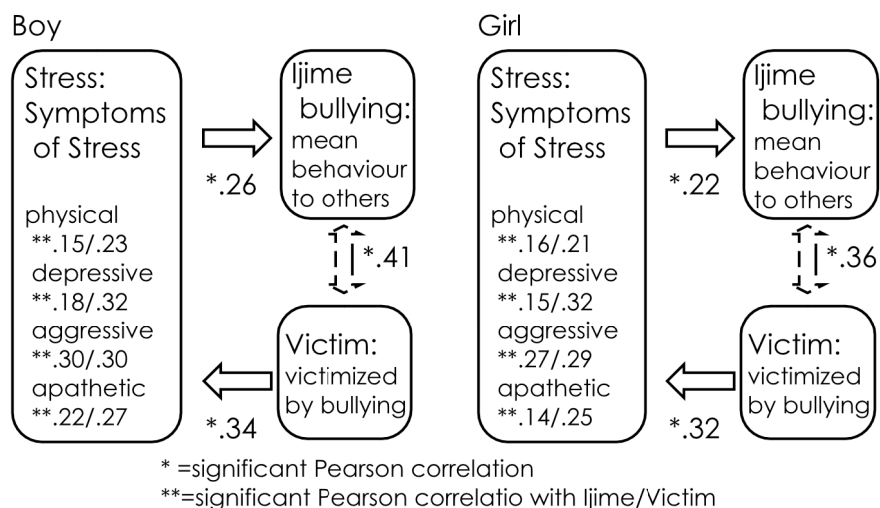 Boy
Stress:
Symptoms
of Stress
physical
**.15/.23
depressive
**.18/.32
aggressive
**.30/.30
apathetic
**.22/.27
*.26
Ijime
bullying:
mean
behaviour
to others
*.41
Victim:
victimized
by bullying
*.34
Girl
Stress:
Symptoms
of Stress
physical
**.16/.21
depressive
**.15/.32
aggressive
**.27/.29
apathetic
**.14/.25
*.22
Ijime
bullying:
mean
behaviour
to others
*.36
Victim:
victimized
by bullying
*.32
* =significant Pearson correlation
**=significant Pearson correlatio with Ijime/Victim